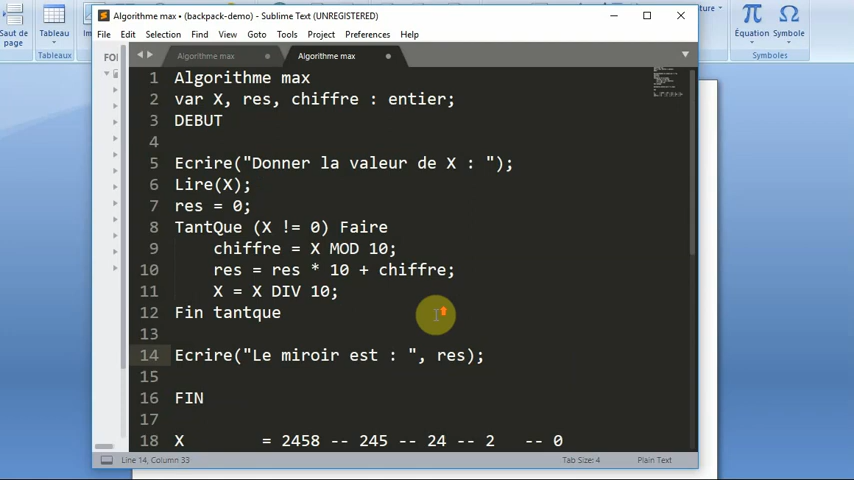 Algorithme max • (backpack-demo) - Sublime Text (UNREGISTERED)
File Edit Selection Find View Goto Tools Project Preferences
Saut de page
Tableau
Tableaux
Équation Symbole
Symboles
Algorithme max
Algorithme max
1 Algorithme max
2 var X, res, chiffre : entier;
3 DEBUT
4
5 Ecrire("Donner la valeur de X : ");
6 Lire(X);
7 res = 0;
8 TantQue (X != 0) Faire
9 chiffre = X MOD 10;
10 res = res * 10 + chiffre;
11 X = X DIV 10;
12 Fin tantque
13
14 Ecrire("Le miroir est : ", res);
15
16 FIN
17
18 X = 2458 -- 245 -- 24 -- 2 -- 0
Line 14, Column 33
Tab Size: 4
Plain Text